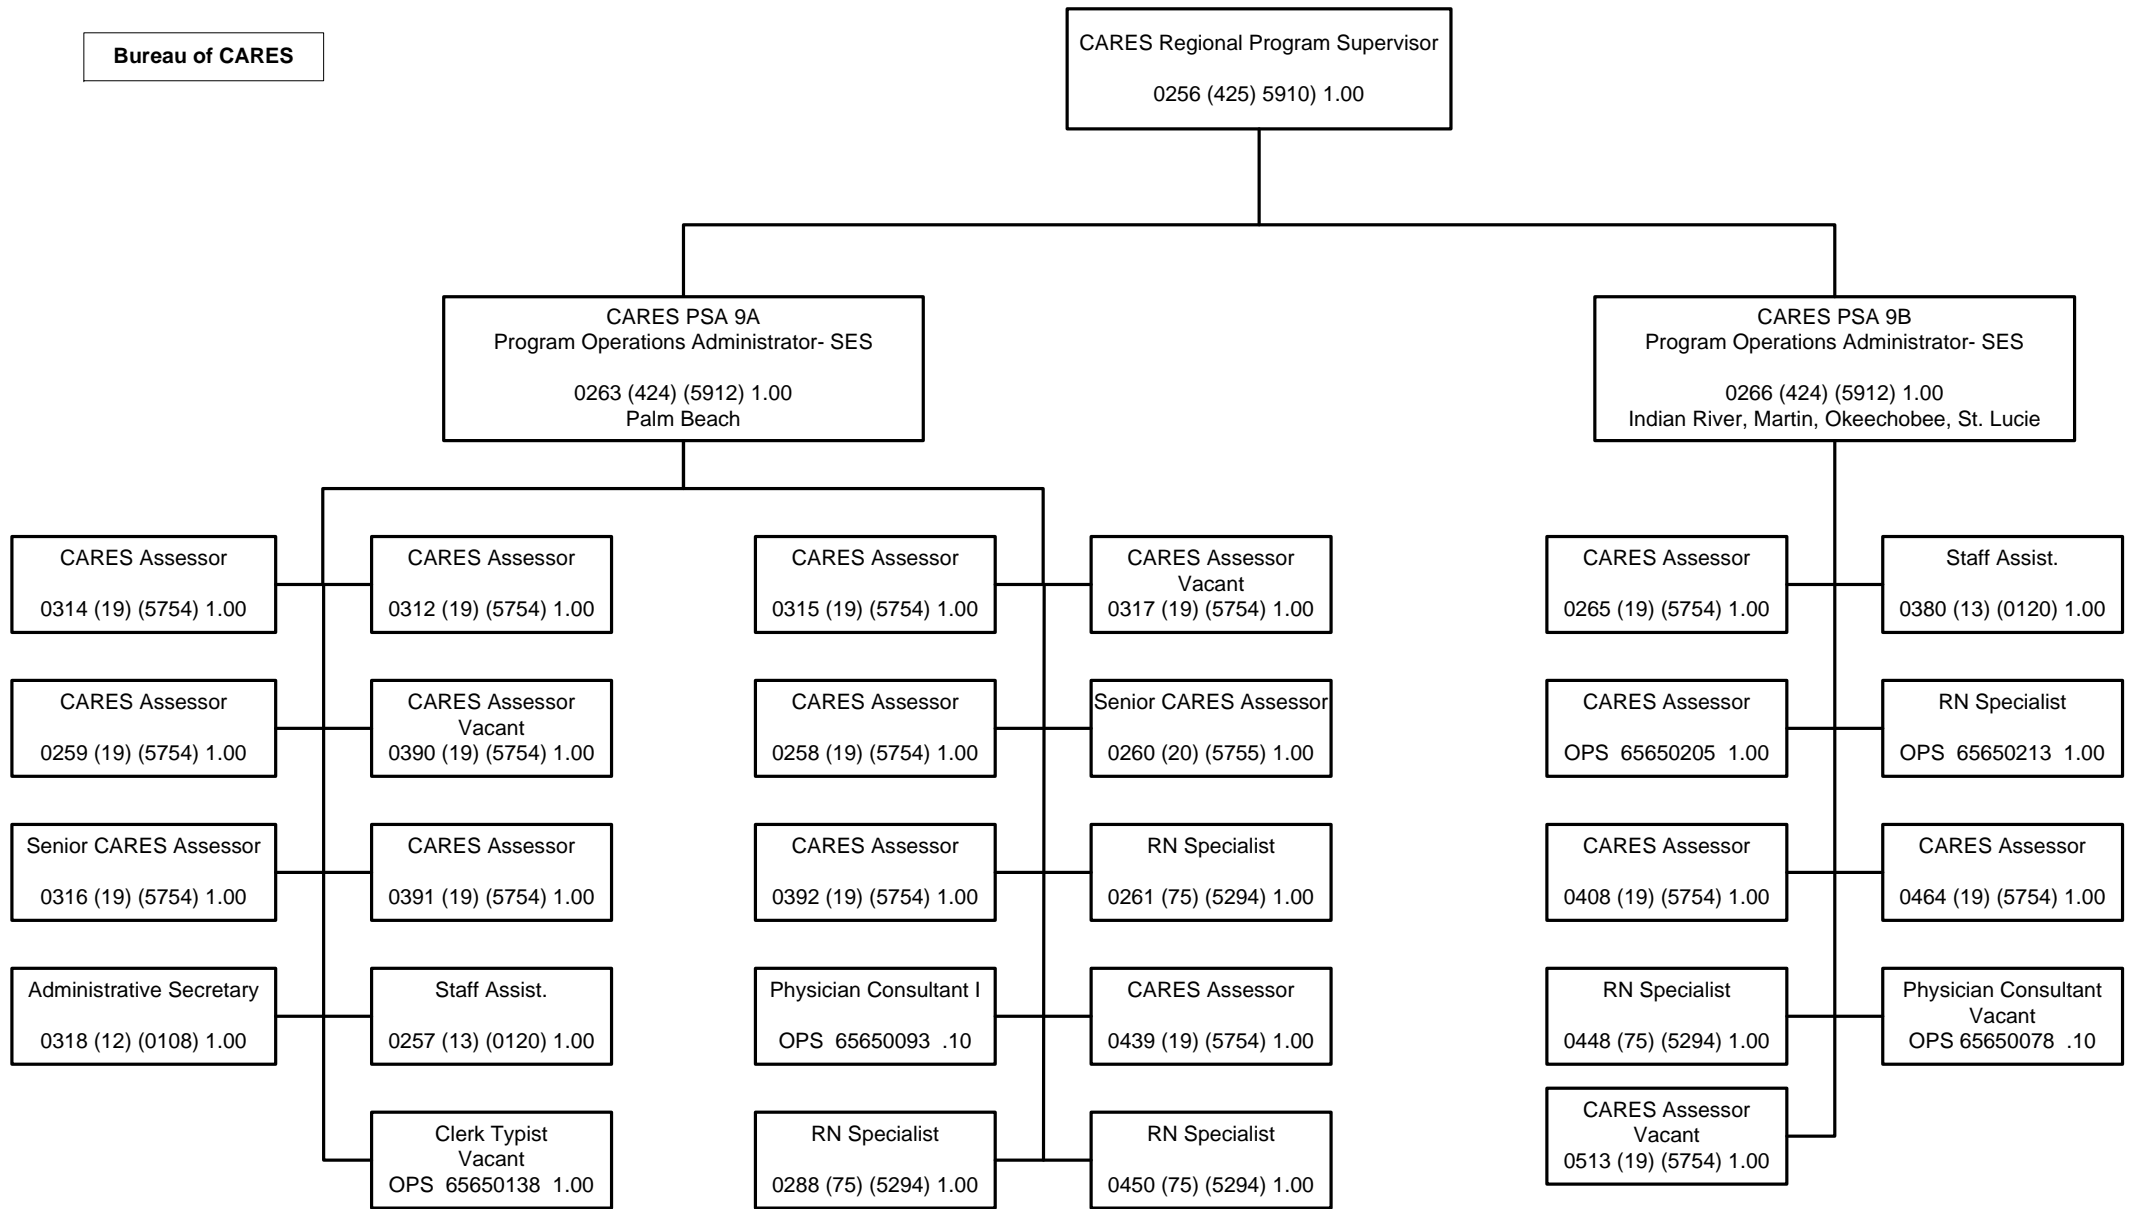 Bureau of CARES
CARES Regional Program Supervisor
0256 (425) 5910) 1.00
CARES PSA 9A
Program Operations Administrator- SES
0263 (424) (5912) 1.00
Palm Beach
CARES PSA 9B
Program Operations Administrator- SES
0266 (424) (5912) 1.00
Indian River, Martin, Okeechobee, St. Lucie
CARES Assessor
0314 (19) (5754) 1.00
CARES Assessor
0312 (19) (5754) 1.00
CARES Assessor
0315 (19) (5754) 1.00
CARES Assessor
Vacant
0317 (19) (5754) 1.00
CARES Assessor
0265 (19) (5754) 1.00
Staff Assist.
0380 (13) (0120) 1.00
CARES Assessor
0259 (19) (5754) 1.00
CARES Assessor
Vacant
0390 (19) (5754) 1.00
CARES Assessor
0258 (19) (5754) 1.00
Senior CARES Assessor
0260 (20) (5755) 1.00
CARES Assessor
OPS 65650205 1.00
RN Specialist
OPS 65650213 1.00
Senior CARES Assessor
0316 (19) (5754) 1.00
CARES Assessor
0391 (19) (5754) 1.00
CARES Assessor
0392 (19) (5754) 1.00
RN Specialist
0261 (75) (5294) 1.00
CARES Assessor
0408 (19) (5754) 1.00
CARES Assessor
0464 (19) (5754) 1.00
Administrative Secretary
0318 (12) (0108) 1.00
Staff Assist.
0257 (13) (0120) 1.00
Physician Consultant I
OPS 65650093 .10
CARES Assessor
0439 (19) (5754) 1.00
RN Specialist
0448 (75) (5294) 1.00
Physician Consultant
Vacant
OPS 65650078 .10
Clerk Typist
Vacant
OPS 65650138 1.00
RN Specialist
0288 (75) (5294) 1.00
RN Specialist
0450 (75) (5294) 1.00
CARES Assessor
Vacant
0513 (19) (5754) 1.00